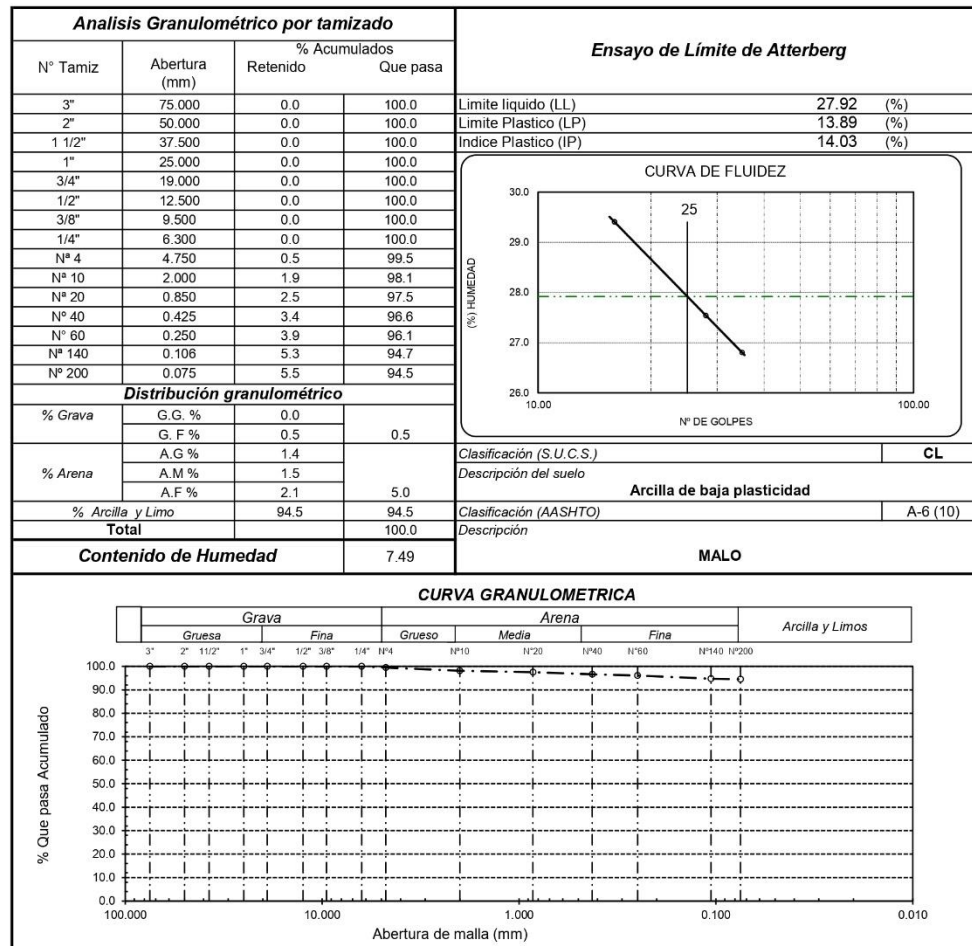 Analisis Granulométrico por tamizado
N° Tamiz Abertura (mm) % Acumulados
Retenido Que pasa
3" 75.000 0.0 100.0
2" 50.000 0.0 100.0
1 1/2" 37.500 0.0 100.0
1" 25.000 0.0 100.0
3/4" 19.000 0.0 100.0
1/2" 12.500 0.0 100.0
3/8" 9.500 0.0 100.0
1/4" 6.300 0.0 100.0
Nª 4 4.750 0.5 99.5
Nª 10 2.000 1.9 98.1
Nª 20 0.850 2.5 97.5
Nº 40 0.425 3.4 96.6
N° 60 0.250 3.9 96.1
Nª 140 0.106 5.3 94.7
Nº 200 0.075 5.5 94.5
Distribución granulométrico
% Grava G.G. % 0.0
G. F % 0.5 0.5
A.G % 1.4
% Arena A.M % 1.5
A.F % 2.1 5.0
% Arcilla y Limo 94.5 94.5
Total 100.0
Contenido de Humedad 7.49
Ensayo de Límite de Atterberg
Limite liquido (LL) 27.92 (%)
Limite Plastico (LP) 13.89 (%)
Indice Plastico (IP) 14.03 (%)
CURVA DE FLUIDEZ
30.0
29.0
28.0
27.0
26.0
(%) HUMEDAD
25
10.00 100.00
Nº DE GOLPES
Clasificación (S.U.C.S.) CL
Descripción del suelo
Arcilla de baja plasticidad
Clasificación (AASHTO) A-6 (10)
Descripción
MALO
CURVA GRANULOMETRICA
Grava Arena Arcilla y Limos
Gruesa Fina Grueso Media Fina
3" 2" 11/2" 1" 3/4" 1/2" 3/8" 1/4" Nº4 Nº10 Nº20 Nº40 Nº60 Nº140 Nº200
100.0
90.0
80.0
70.0
60.0
50.0
40.0
30.0
20.0
10.0
0.0
% Que pasa Acumulado
100.000 10.000 1.000 0.100 0.010
Abertura de malla (mm)